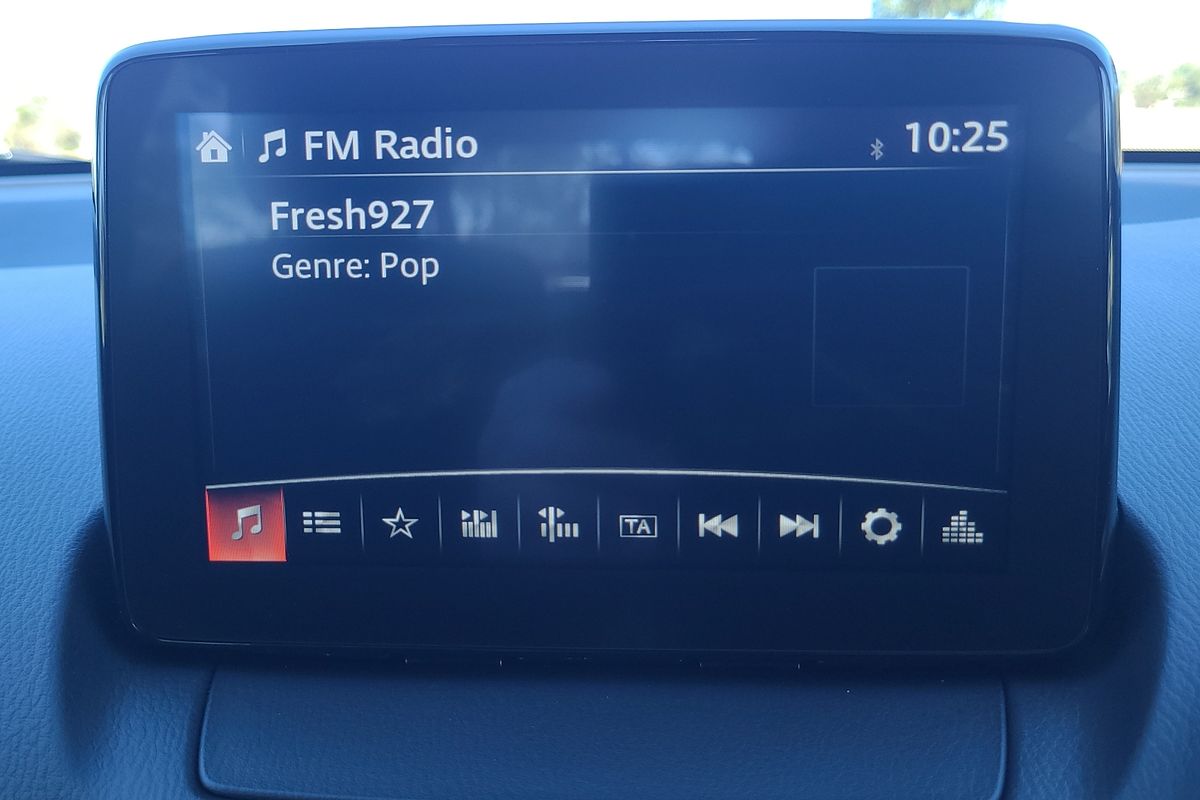 FM Radio 10:25
Fresh927
Genre: Pop
TA